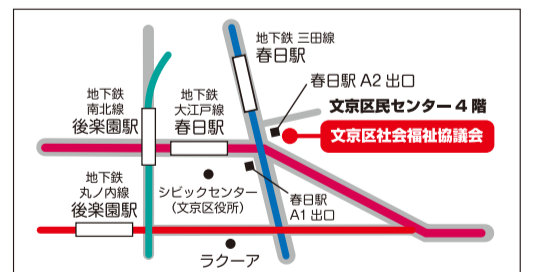 地下鉄 三田線
春日駅
春日駅 A2 出口
地下鉄
南北線
後楽園駅
地下鉄
大江戸線
春日駅
文京区民センター 4 階
文京区社会福祉協議会
地下鉄
丸ノ内線
後楽園駅
シビックセンター
（文京区役所）
春日駅
A1 出口
ラクーア